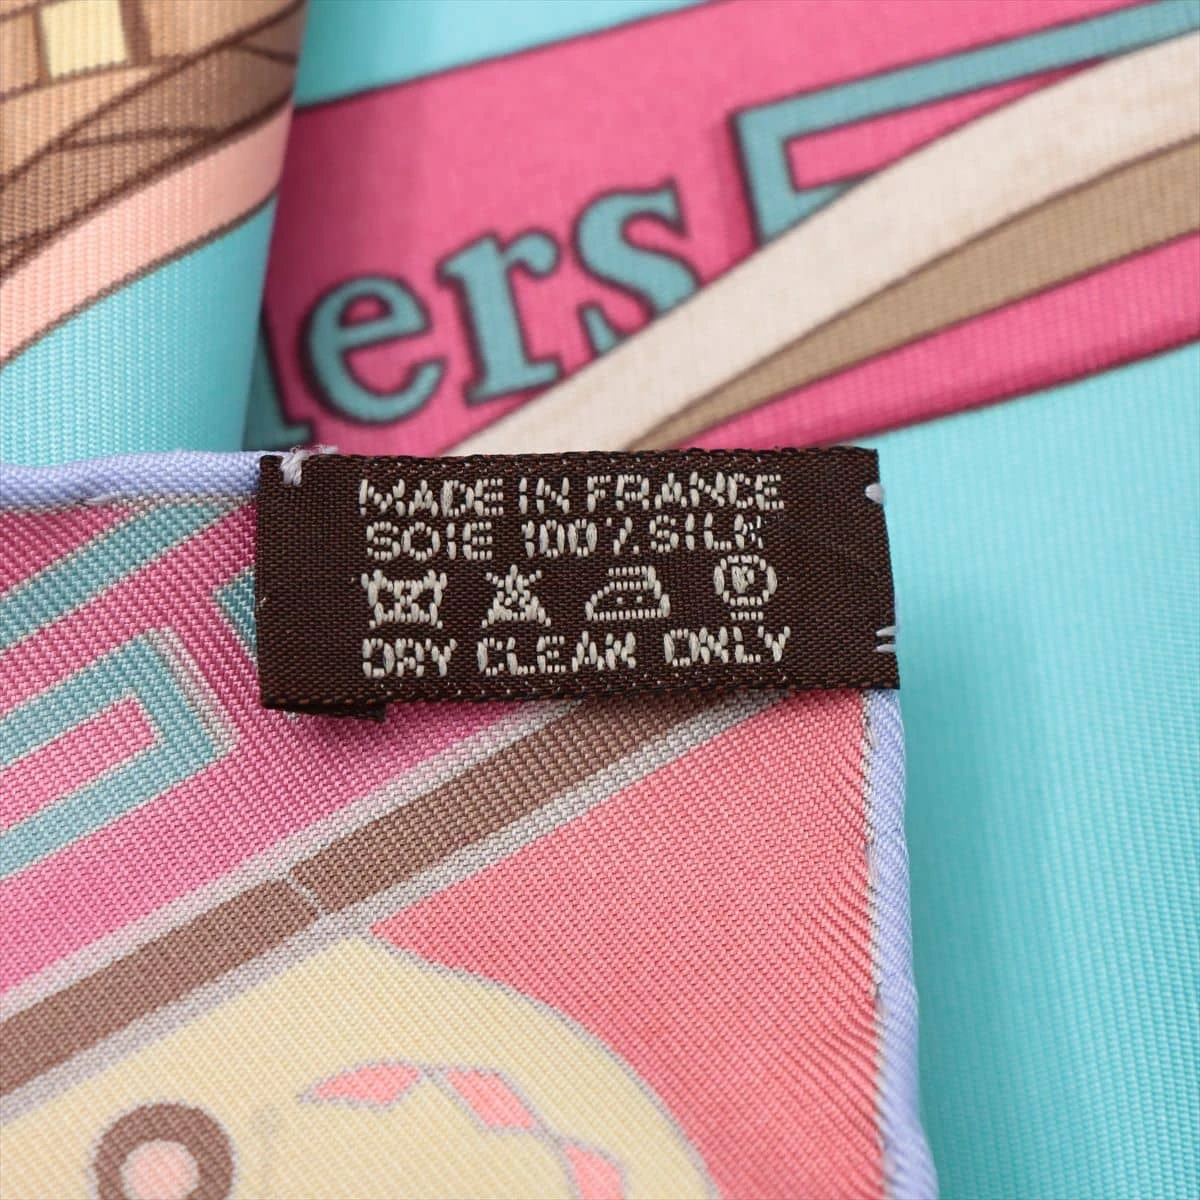 ers
MADE IN FRANCE
SOIE 100% SILK
P
DRY CLEAN ONLY